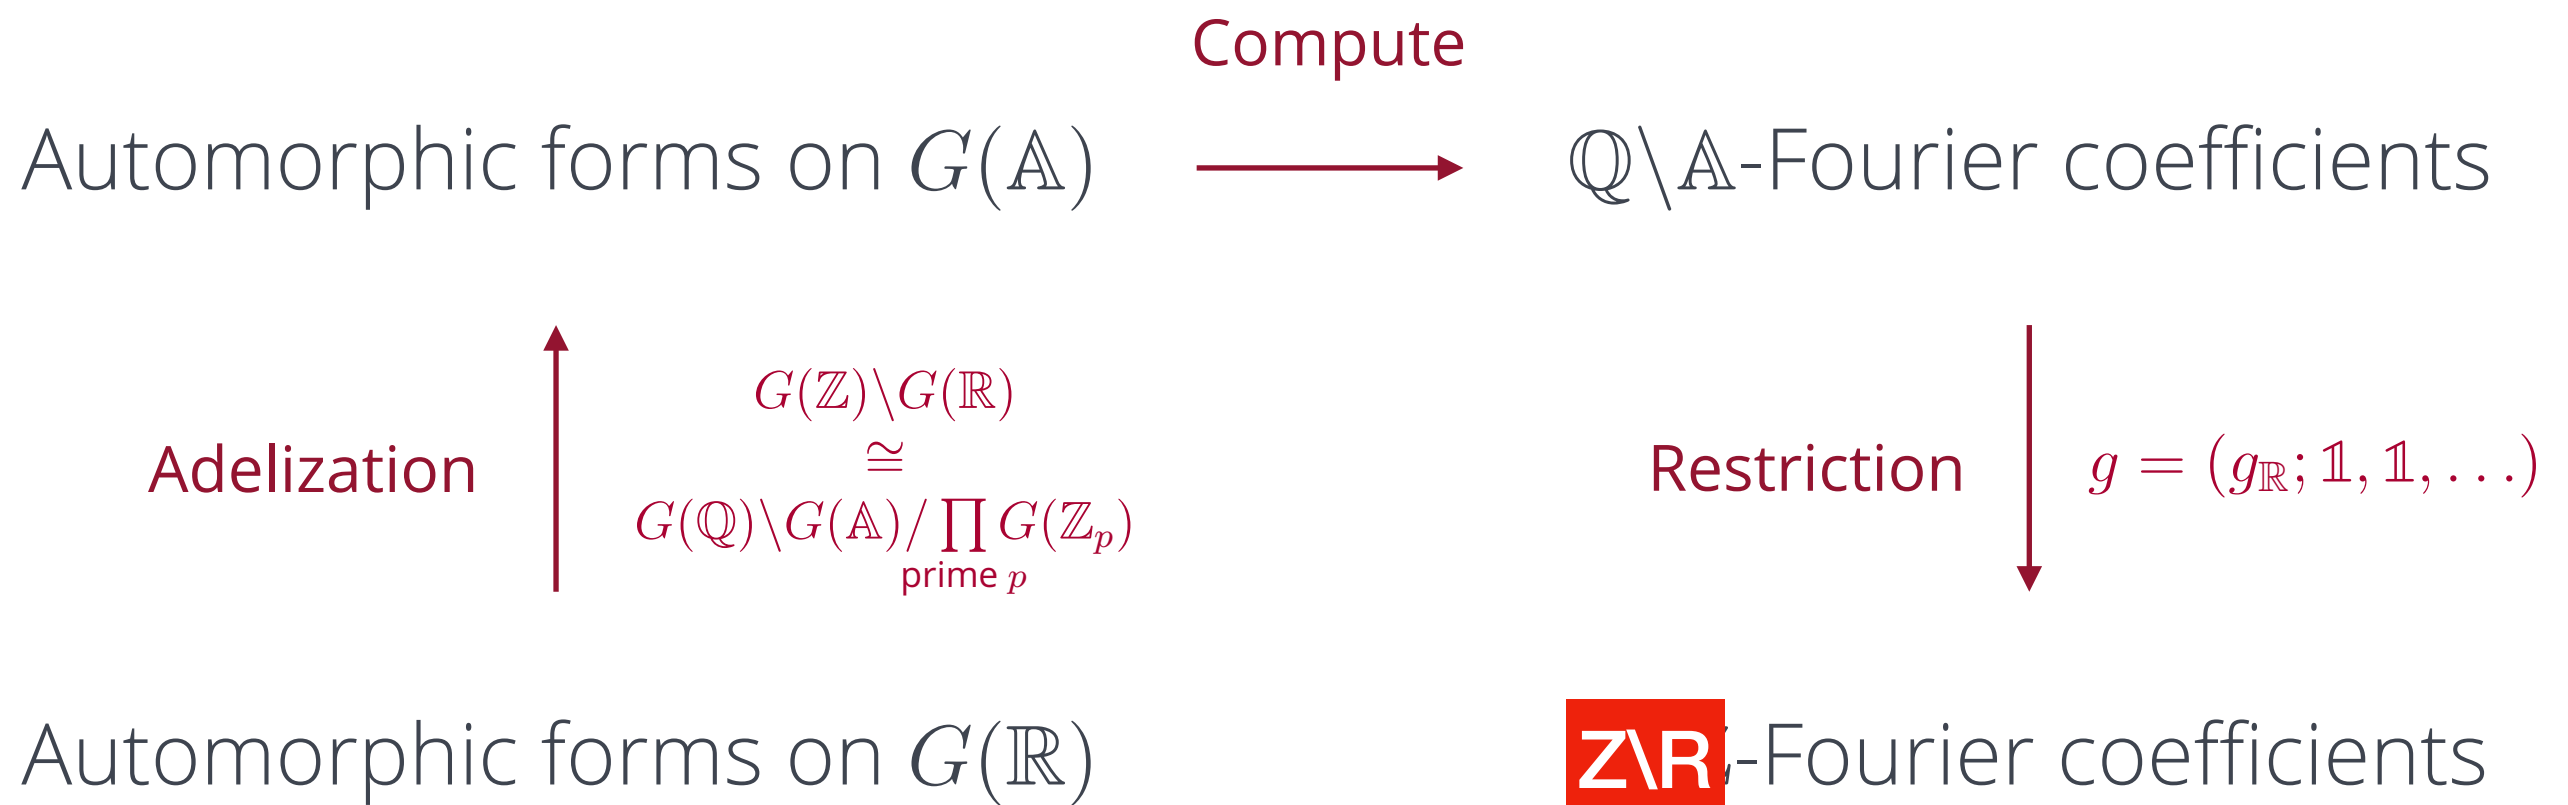 Compute
Automorphic forms on G(𝔸)
ℚ\𝔸-Fourier coefficients
G(ℤ)\G(ℝ)
≅
Adelization
Restriction
g = (g_ℝ; 𝟙, 𝟙, . . .)
G(ℚ)\G(𝔸)/ ∏ G(ℤ_p)
prime p
Automorphic forms on G(ℝ)
Z\R-Fourier coefficients